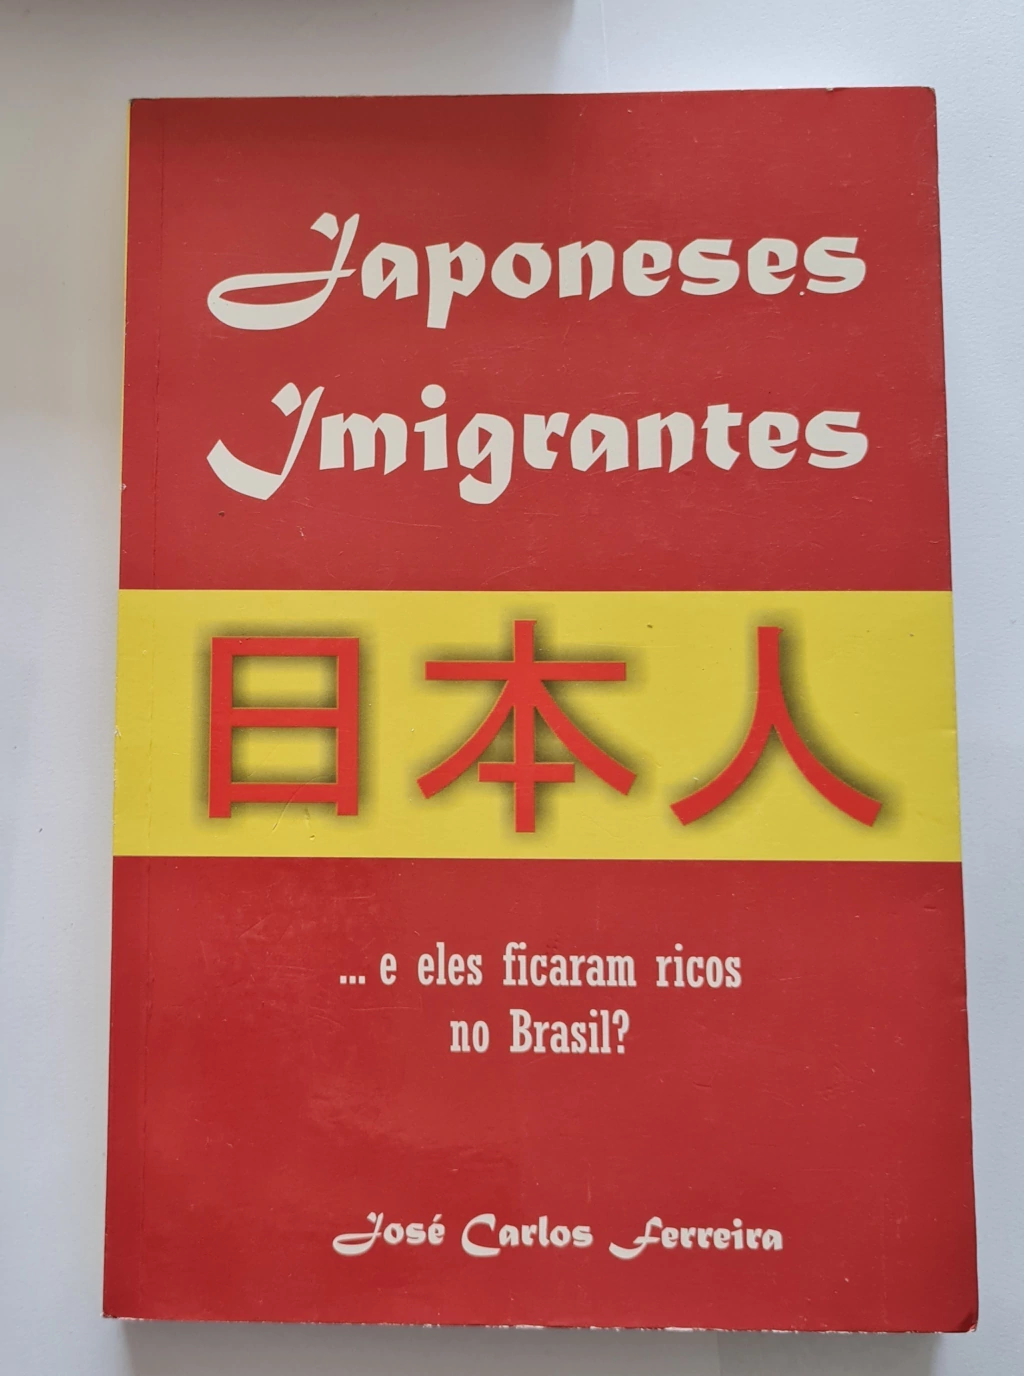 Japoneses
Imigrantes
日本人
... e eles ficaram ricos
no Brasil?
José Carlos Ferreira